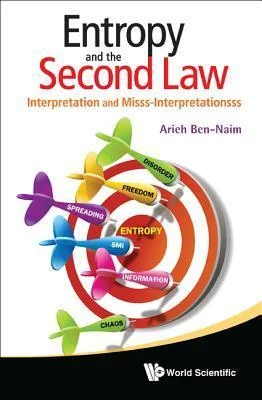 Entropy
and the
Second Law
Interpretation and Misss-Interpretationsss
Arieh Ben-Naim
DISORDER
FREEDOM
SPREADING
ENTROPY
SMI
INFORMATION
CHAOS
World Scientific